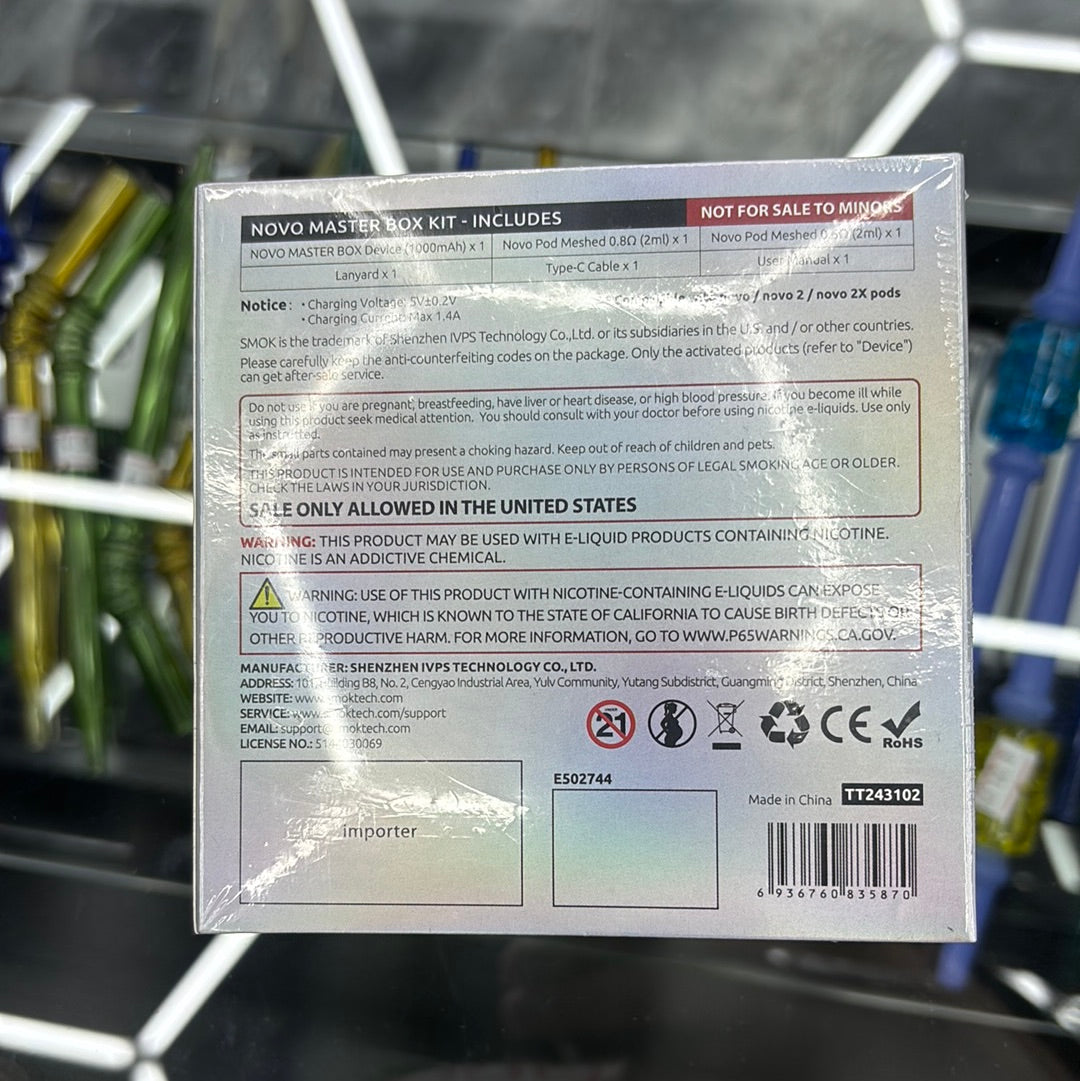 NOVO MASTER BOX KIT - INCLUDES
NOT FOR SALE TO MINORS
NOVO MASTER BOX Device (1000mAh) x 1
Novo Pod Meshed 0.8Ω (2ml) x 1
Novo Pod Meshed (2ml) x 1
Lanyard x 1
Type-C Cable x 1
User Manual x 1
Notice: • Charging Voltage: 5V±0.2V
novo / novo 2 / novo 2X pods
• Charging Current: Max 1.4A
SMOK is the trademark of Shenzhen IVPS Technology Co.,Ltd. or its subsidiaries in the U.S. and / or other countries.
Please carefully keep the anti-counterfeiting codes on the package. Only the activated products (refer to "Device")
can get after-sale service.
Do not use if you are pregnant, breastfeeding, have liver or heart disease, or high blood pressure. If you become ill while
using this product seek medical attention. You should consult with your doctor before using nicotine e-liquids. Use only
as instructed.
The small parts contained may present a choking hazard. Keep out of reach of children and pets.
THIS PRODUCT IS INTENDED FOR USE AND PURCHASE ONLY BY PERSONS OF LEGAL SMOKING AGE OR OLDER.
CHECK THE LAWS IN YOUR JURISDICTION.
SALE ONLY ALLOWED IN THE UNITED STATES
WARNING: THIS PRODUCT MAY BE USED WITH E-LIQUID PRODUCTS CONTAINING NICOTINE.
NICOTINE IS AN ADDICTIVE CHEMICAL.
WARNING: USE OF THIS PRODUCT WITH NICOTINE-CONTAINING E-LIQUIDS CAN EXPOSE
YOU TO NICOTINE, WHICH IS KNOWN TO THE STATE OF CALIFORNIA TO CAUSE BIRTH DEFECTS OR
OTHER REPRODUCTIVE HARM. FOR MORE INFORMATION, GO TO WWW.P65WARNINGS.CA.GOV.
MANUFACTURER: SHENZHEN IVPS TECHNOLOGY CO., LTD.
ADDRESS: 101, Building B8, No. 2, Cengyao Industrial Area, Yulv Community, Yutang Subdistrict, Guangming District, Shenzhen, China
WEBSITE: www.smoktech.com
SERVICE: www.smoktech.com/support
EMAIL: support@smoktech.com
LICENSE NO.:
UNDER 21
CE
RoHS
importer
E502744
Made in China TT243102
6 936760 835870